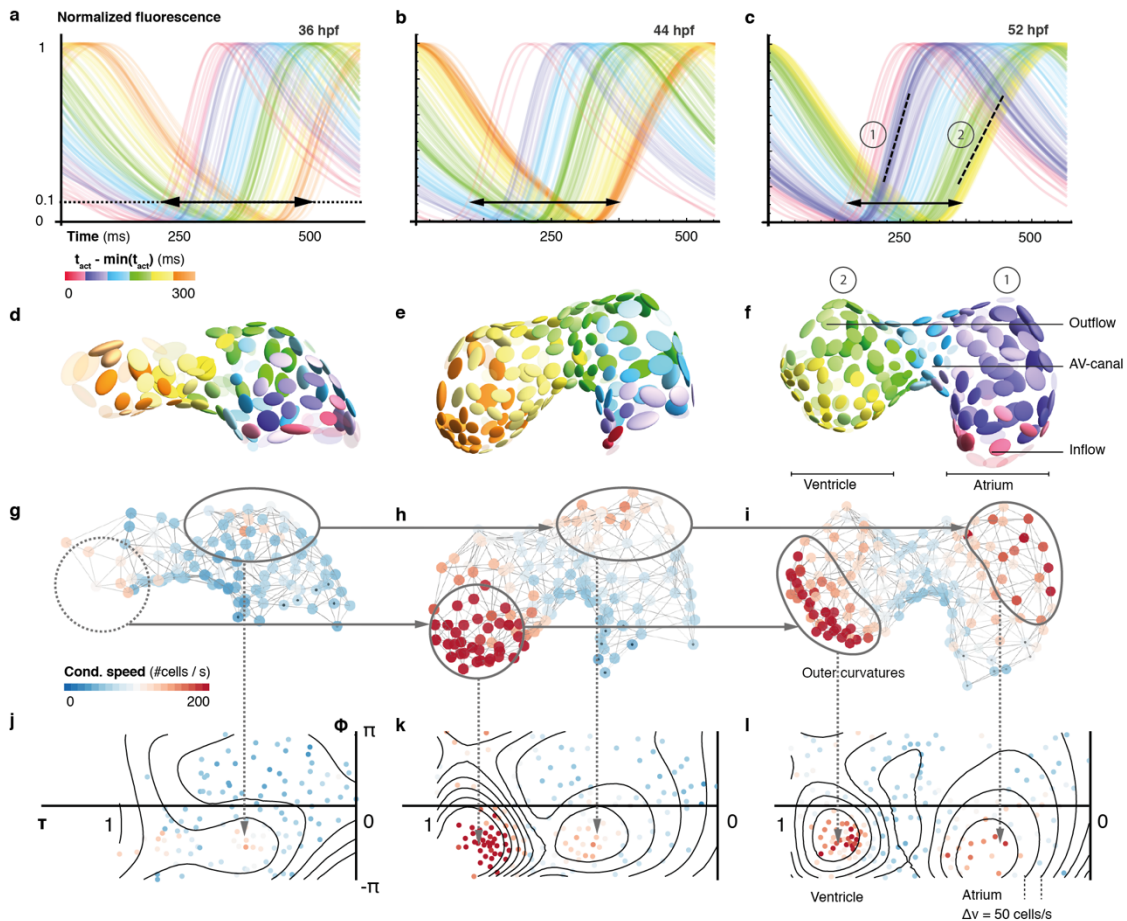 a
Normalized fluorescence
36 hpf
b
44 hpf
c
52 hpf
1
0.1
0
1
2
Time (ms)
250
500
250
500
250
500
t_act - min(t_act) (ms)
0
300
d
e
f
2
1
Outflow
AV-canal
Inflow
Ventricle
Atrium
g
h
i
Cond. speed (#cells / s)
0
200
Outer curvatures
j
Φ
π
k
l
τ
1
0
1
0
1
0
-π
Ventricle
Atrium
Δv = 50 cells/s